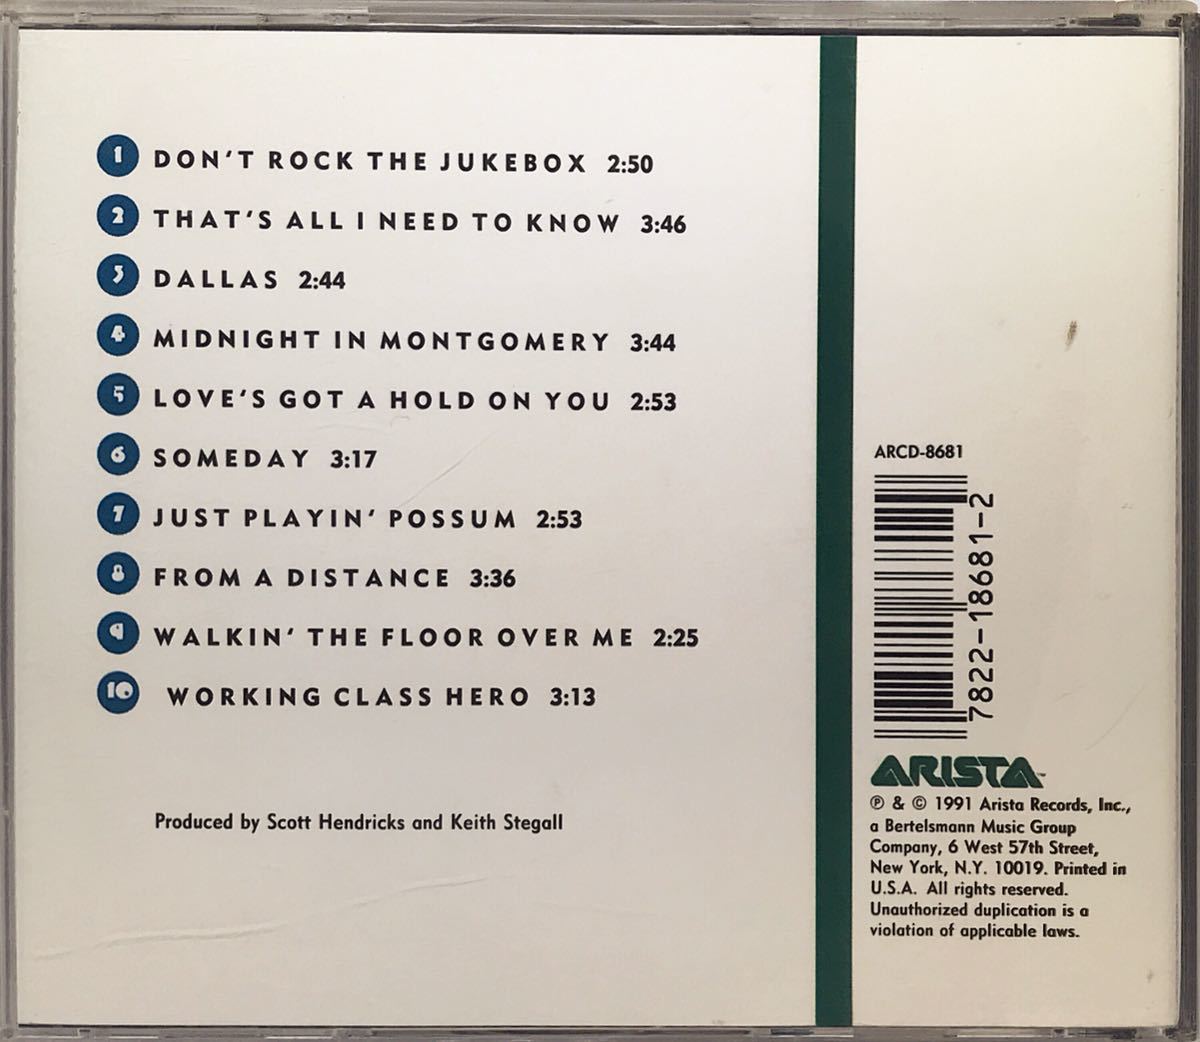 1 DON'T ROCK THE JUKEBOX 2:50
2 THAT'S ALL I NEED TO KNOW 3:46
3 DALLAS 2:44
4 MIDNIGHT IN MONTGOMERY 3:44
5 LOVE'S GOT A HOLD ON YOU 2:53
6 SOMEDAY 3:17
7 JUST PLAYIN' POSSUM 2:53
8 FROM A DISTANCE 3:36
9 WALKIN' THE FLOOR OVER ME 2:25
10 WORKING CLASS HERO 3:13
Produced by Scott Hendricks and Keith Stegall
ARCD-8681
7822-18681-2
ARISTA™
℗ & © 1991 Arista Records, Inc.,
a Bertelsmann Music Group
Company, 6 West 57th Street,
New York, N.Y. 10019. Printed in
U.S.A. All rights reserved.
Unauthorized duplication is a
violation of applicable laws.